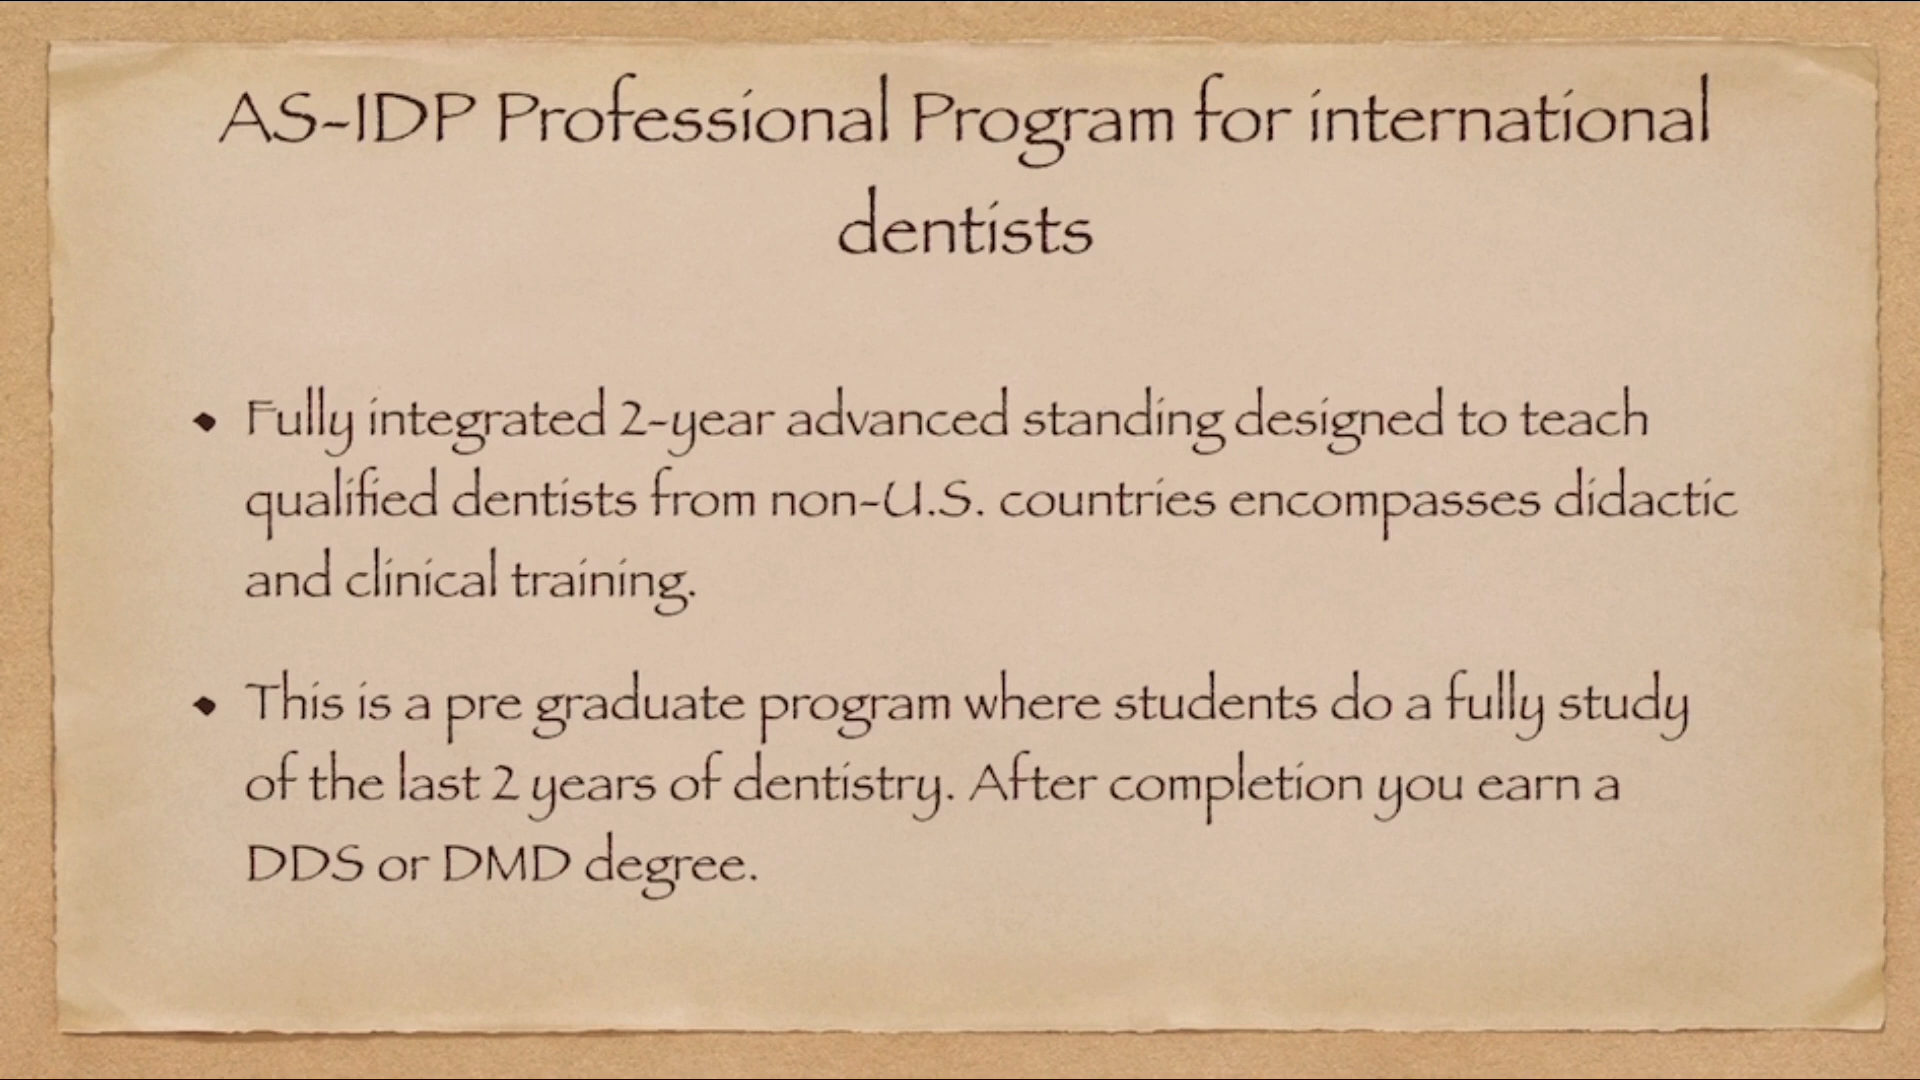 AS-IDP Professional Program for international
dentists
• Fully integrated 2-year advanced standing designed to teach
qualified dentists from non-U.S. countries encompasses didactic
and clinical training.
• This is a pre graduate program where students do a fully study
of the last 2 years of dentistry. After completion you earn a
DDS or DMD degree.